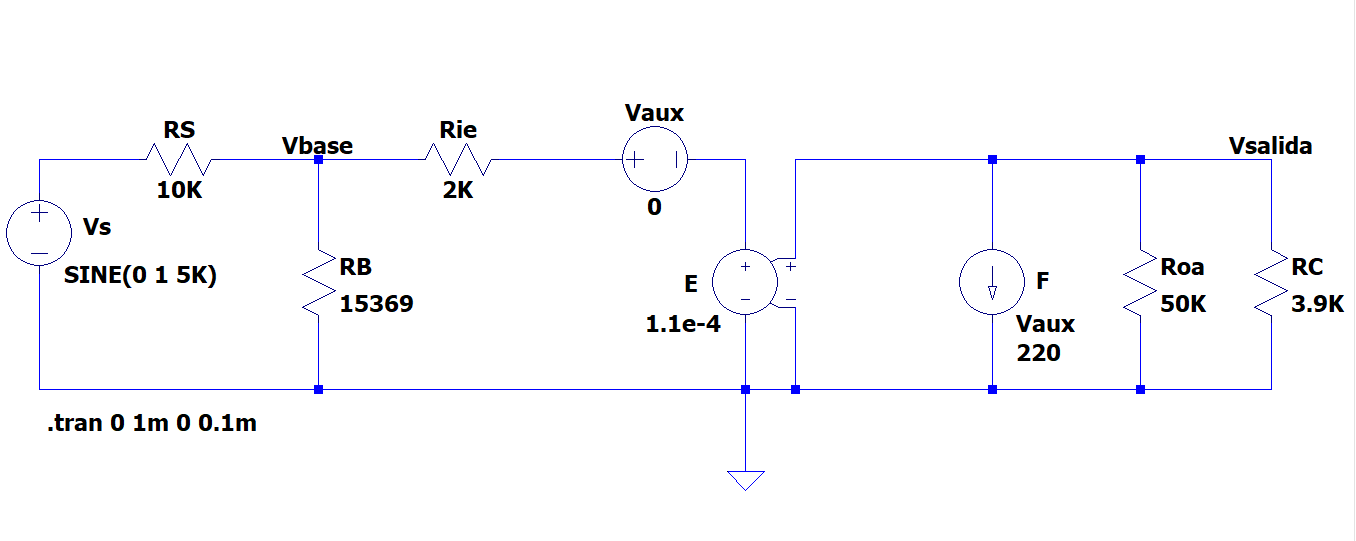 Vaux
RS
Vbase
Rie
Vsalida
10K
2K
0
Vs
SINE(0 1 5K)
RB
15369
E
1.1e-4
F
Vaux
220
Roa
50K
RC
3.9K
.tran 0 1m 0 0.1m